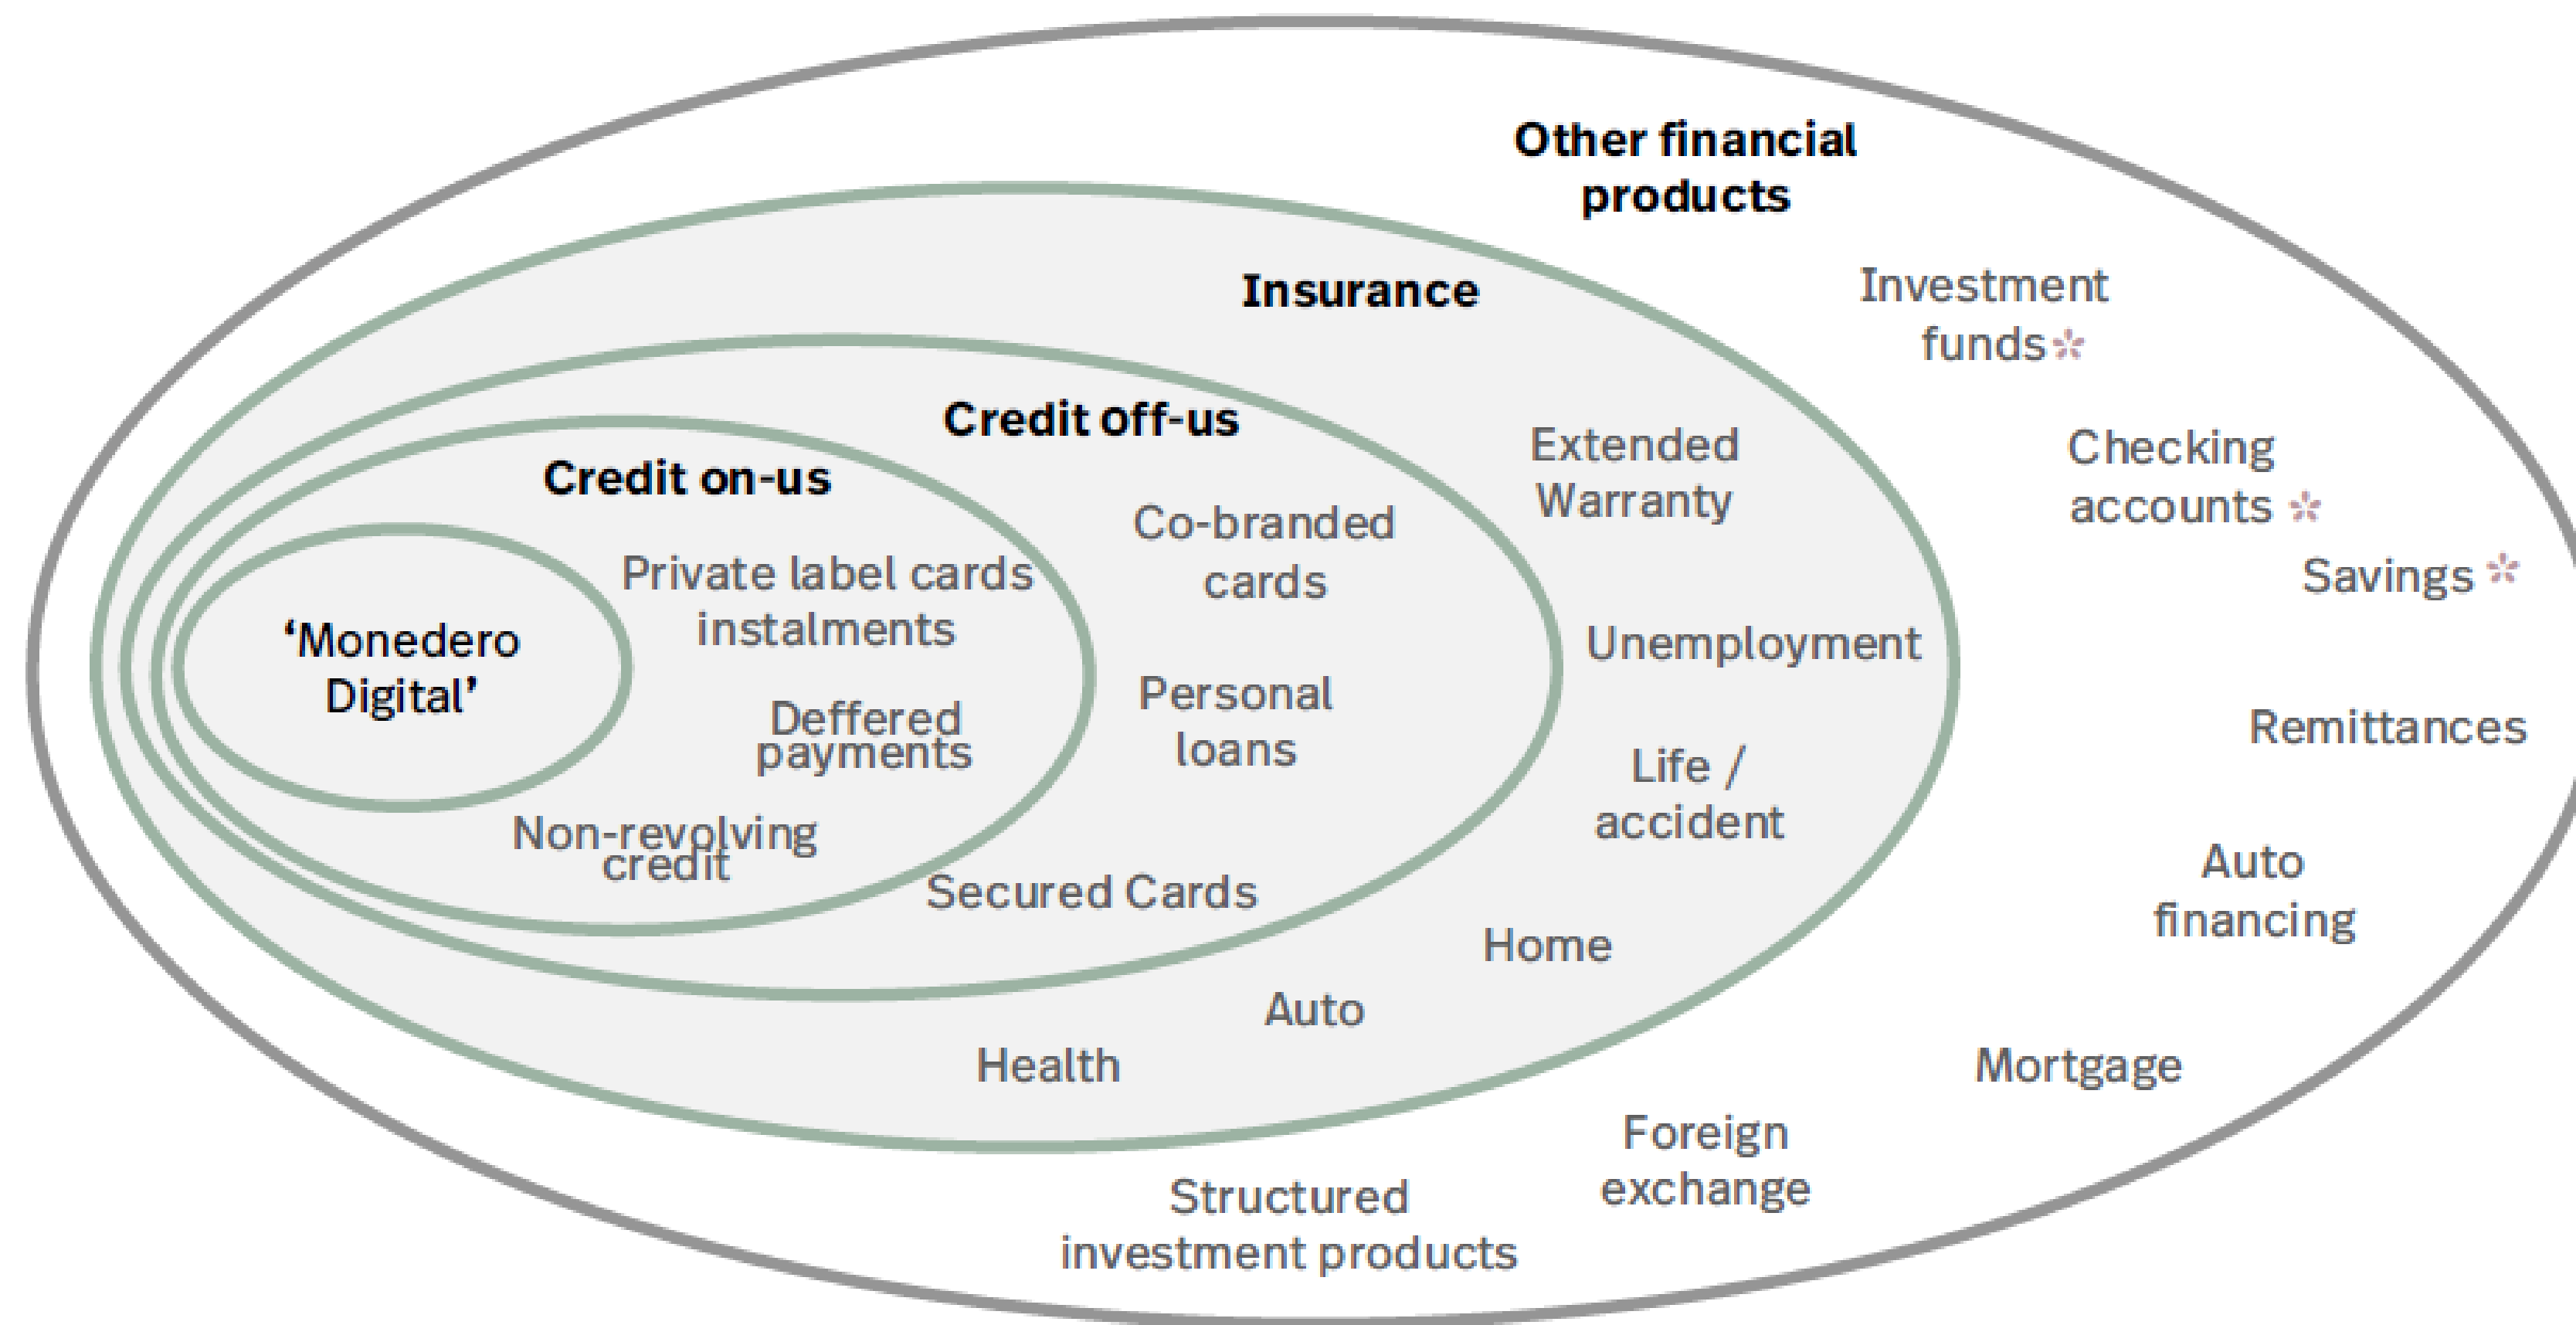 Other financial
products
Insurance
Investment
funds*
Credit off-us
Extended
Warranty
Checking
accounts *
Credit on-us
Co-branded
cards
Private label cards
instalments
Savings *
'Monedero
Digital'
Unemployment
Personal
loans
Deffered
payments
Remittances
Life /
accident
Non-revolving
credit
Secured Cards
Auto
financing
Home
Auto
Health
Mortgage
Foreign
exchange
Structured
investment products